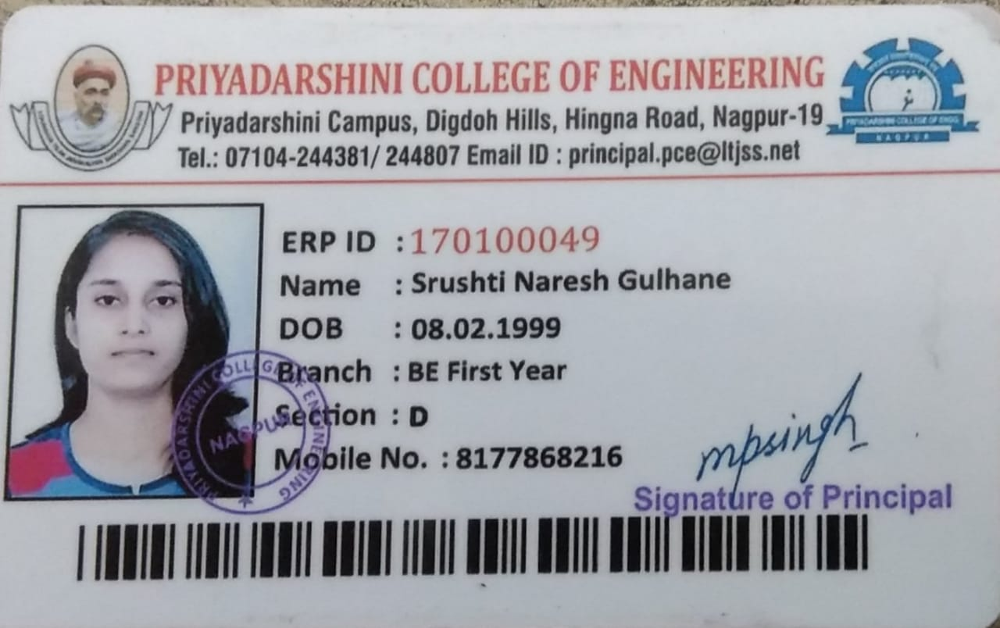 PRIYADARSHINI COLLEGE OF ENGINEERING
Priyadarshini Campus, Digdoh Hills, Hingna Road, Nagpur-19
Tel.: 07104-244381/ 244807 Email ID : principal.pce@ltjss.net
PRIYADARSHINI COLLEGE OF ENGG.
NAGPUR
ERP ID : 170100049
Name : Srushti Naresh Gulhane
DOB : 08.02.1999
Branch : BE First Year
Section : D
Mobile No. : 8177868216
PRIYADARSHINI COLLEGE OF ENGINEERING
NAGPUR
mpsingh
Signature of Principal